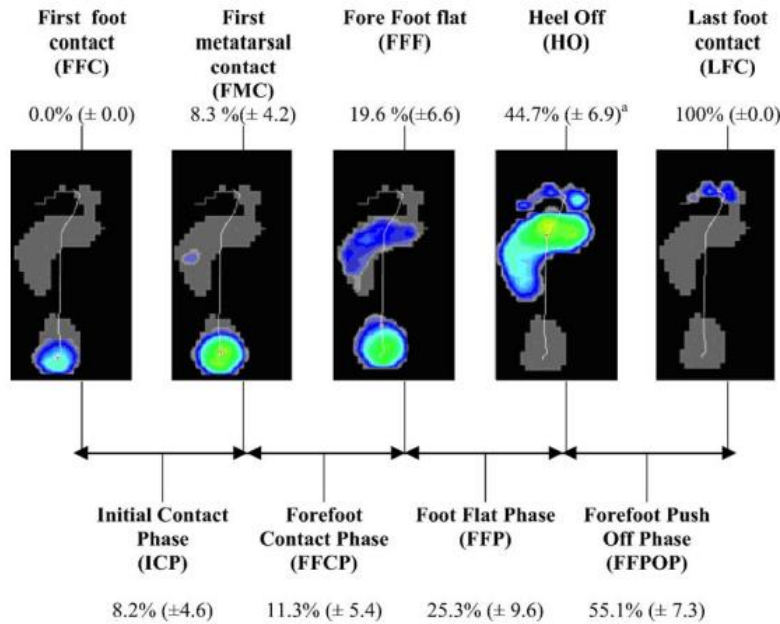 First foot
contact
(FFC)
0.0% (± 0.0)
First
metatarsal
contact
(FMC)
8.3 %(± 4.2)
Fore Foot flat
(FFF)
19.6 %(±6.6)
Heel Off
(HO)
44.7% (± 6.9)ᵃ
Last foot
contact
(LFC)
100% (±0.0)
Initial Contact
Phase
(ICP)
8.2% (±4.6)
Forefoot
Contact Phase
(FFCP)
11.3% (± 5.4)
Foot Flat Phase
(FFP)
25.3% (± 9.6)
Forefoot Push
Off Phase
(FFPOP)
55.1% (± 7.3)